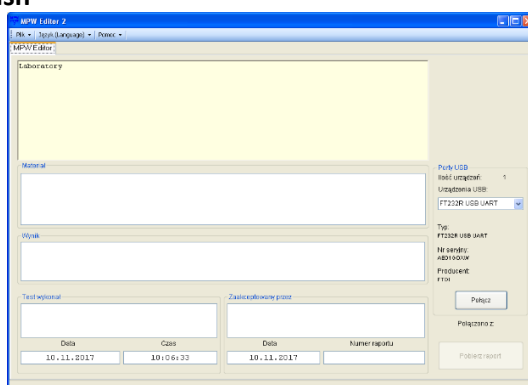 MPW Editor 2
Plik Język (Language) Pomoc
MPW Editor
Laboratory
Materiał
Wynik
Test wykonał
Zaakceptowany przez
Data Czas Data Numer raportu
10.11.2017 10:06:33 10.11.2017
Porty USB
Ilość urządzeń: 1
Urządzenia USB:
FT232R USB UART
Typ:
FT232R USB UART
Nr seryjny:
Producent:
FTDI
Połącz
Połączono z:
Pobierz raport